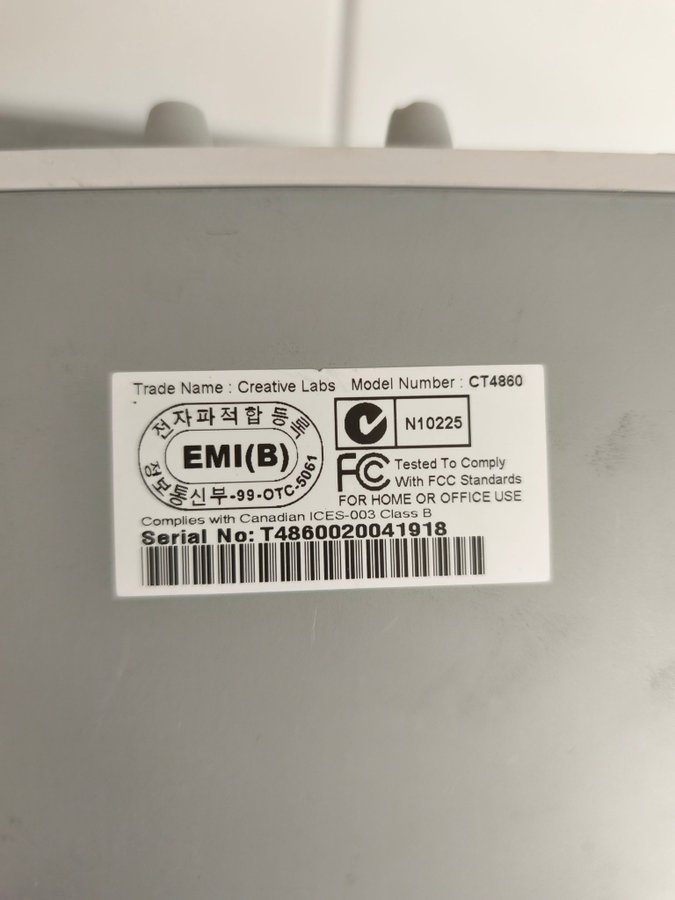 Trade Name : Creative Labs Model Number : CT4860
전자파적합 등록
EMI(B)
정보통신부-99-OTC-5061
N10225
FC Tested To Comply
With FCC Standards
FOR HOME OR OFFICE USE
Complies with Canadian ICES-003 Class B
Serial No: T4860020041918